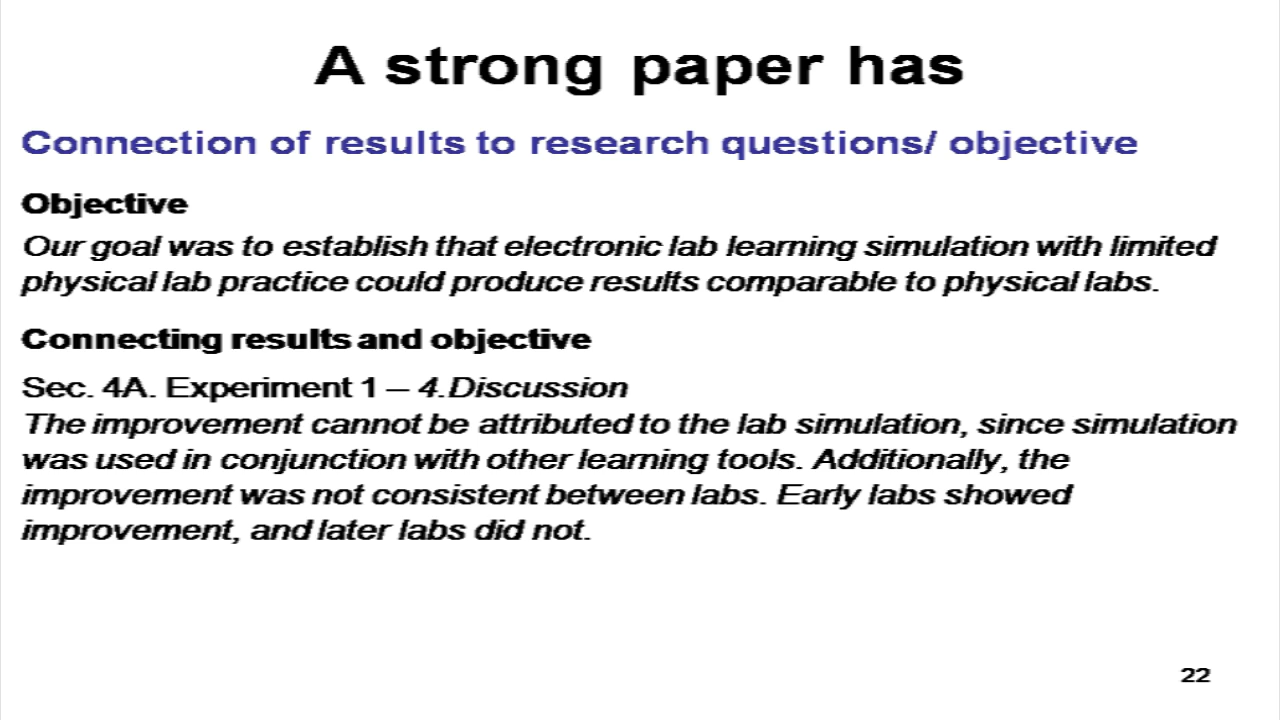 A strong paper has
Connection of results to research questions/ objective
Objective
Our goal was to establish that electronic lab learning simulation with limited
physical lab practice could produce results comparable to physical labs.
Connecting results and objective
Sec. 4A. Experiment 1 – 4.Discussion
The improvement cannot be attributed to the lab simulation, since simulation
was used in conjunction with other learning tools. Additionally, the
improvement was not consistent between labs. Early labs showed
improvement, and later labs did not.
22